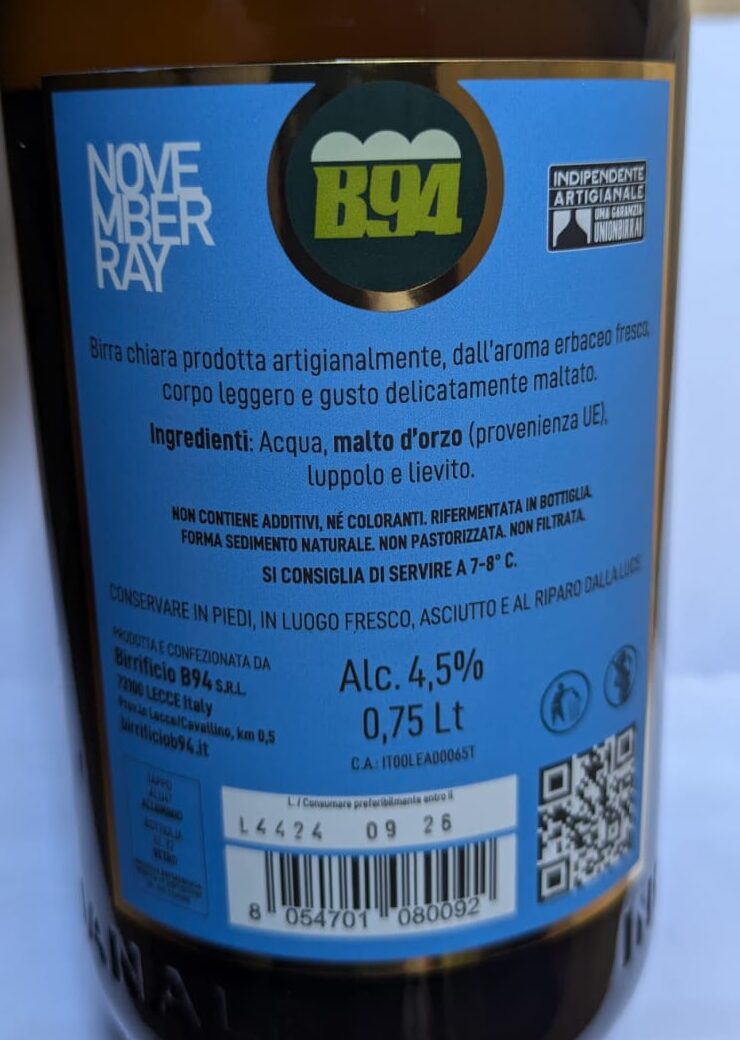 NOVE
MBER
RAY
B94
INDIPENDENTE
ARTIGIANALE
UNA GARANZIA
UNIONBIRRAI
Birra chiara prodotta artigianalmente, dall'aroma erbaceo fresco,
corpo leggero e gusto delicatamente maltato.
Ingredienti: Acqua, malto d'orzo (provenienza UE),
luppolo e lievito.
NON CONTIENE ADDITIVI, NÉ COLORANTI. RIFERMENTATA IN BOTTIGLIA.
FORMA SEDIMENTO NATURALE. NON PASTORIZZATA. NON FILTRATA.
SI CONSIGLIA DI SERVIRE A 7-8° C.
CONSERVARE IN PIEDI, IN LUOGO FRESCO, ASCIUTTO E AL RIPARO DALLA LUCE
PRODOTTA E CONFEZIONATA DA
Birrificio B94 S.R.L.
73100 LECCE Italy
Prov.le Lecce/Cavallino, km 0,5
birrificiob94.it
Alc. 4,5%
0,75 Lt
C.A.: IT00LEA00065T
TAPPO
ALLUMINIO
BOTTIGLIA
VETRO
L. / Consumare preferibilmente entro il
L4424 09 26
8 054701 080092